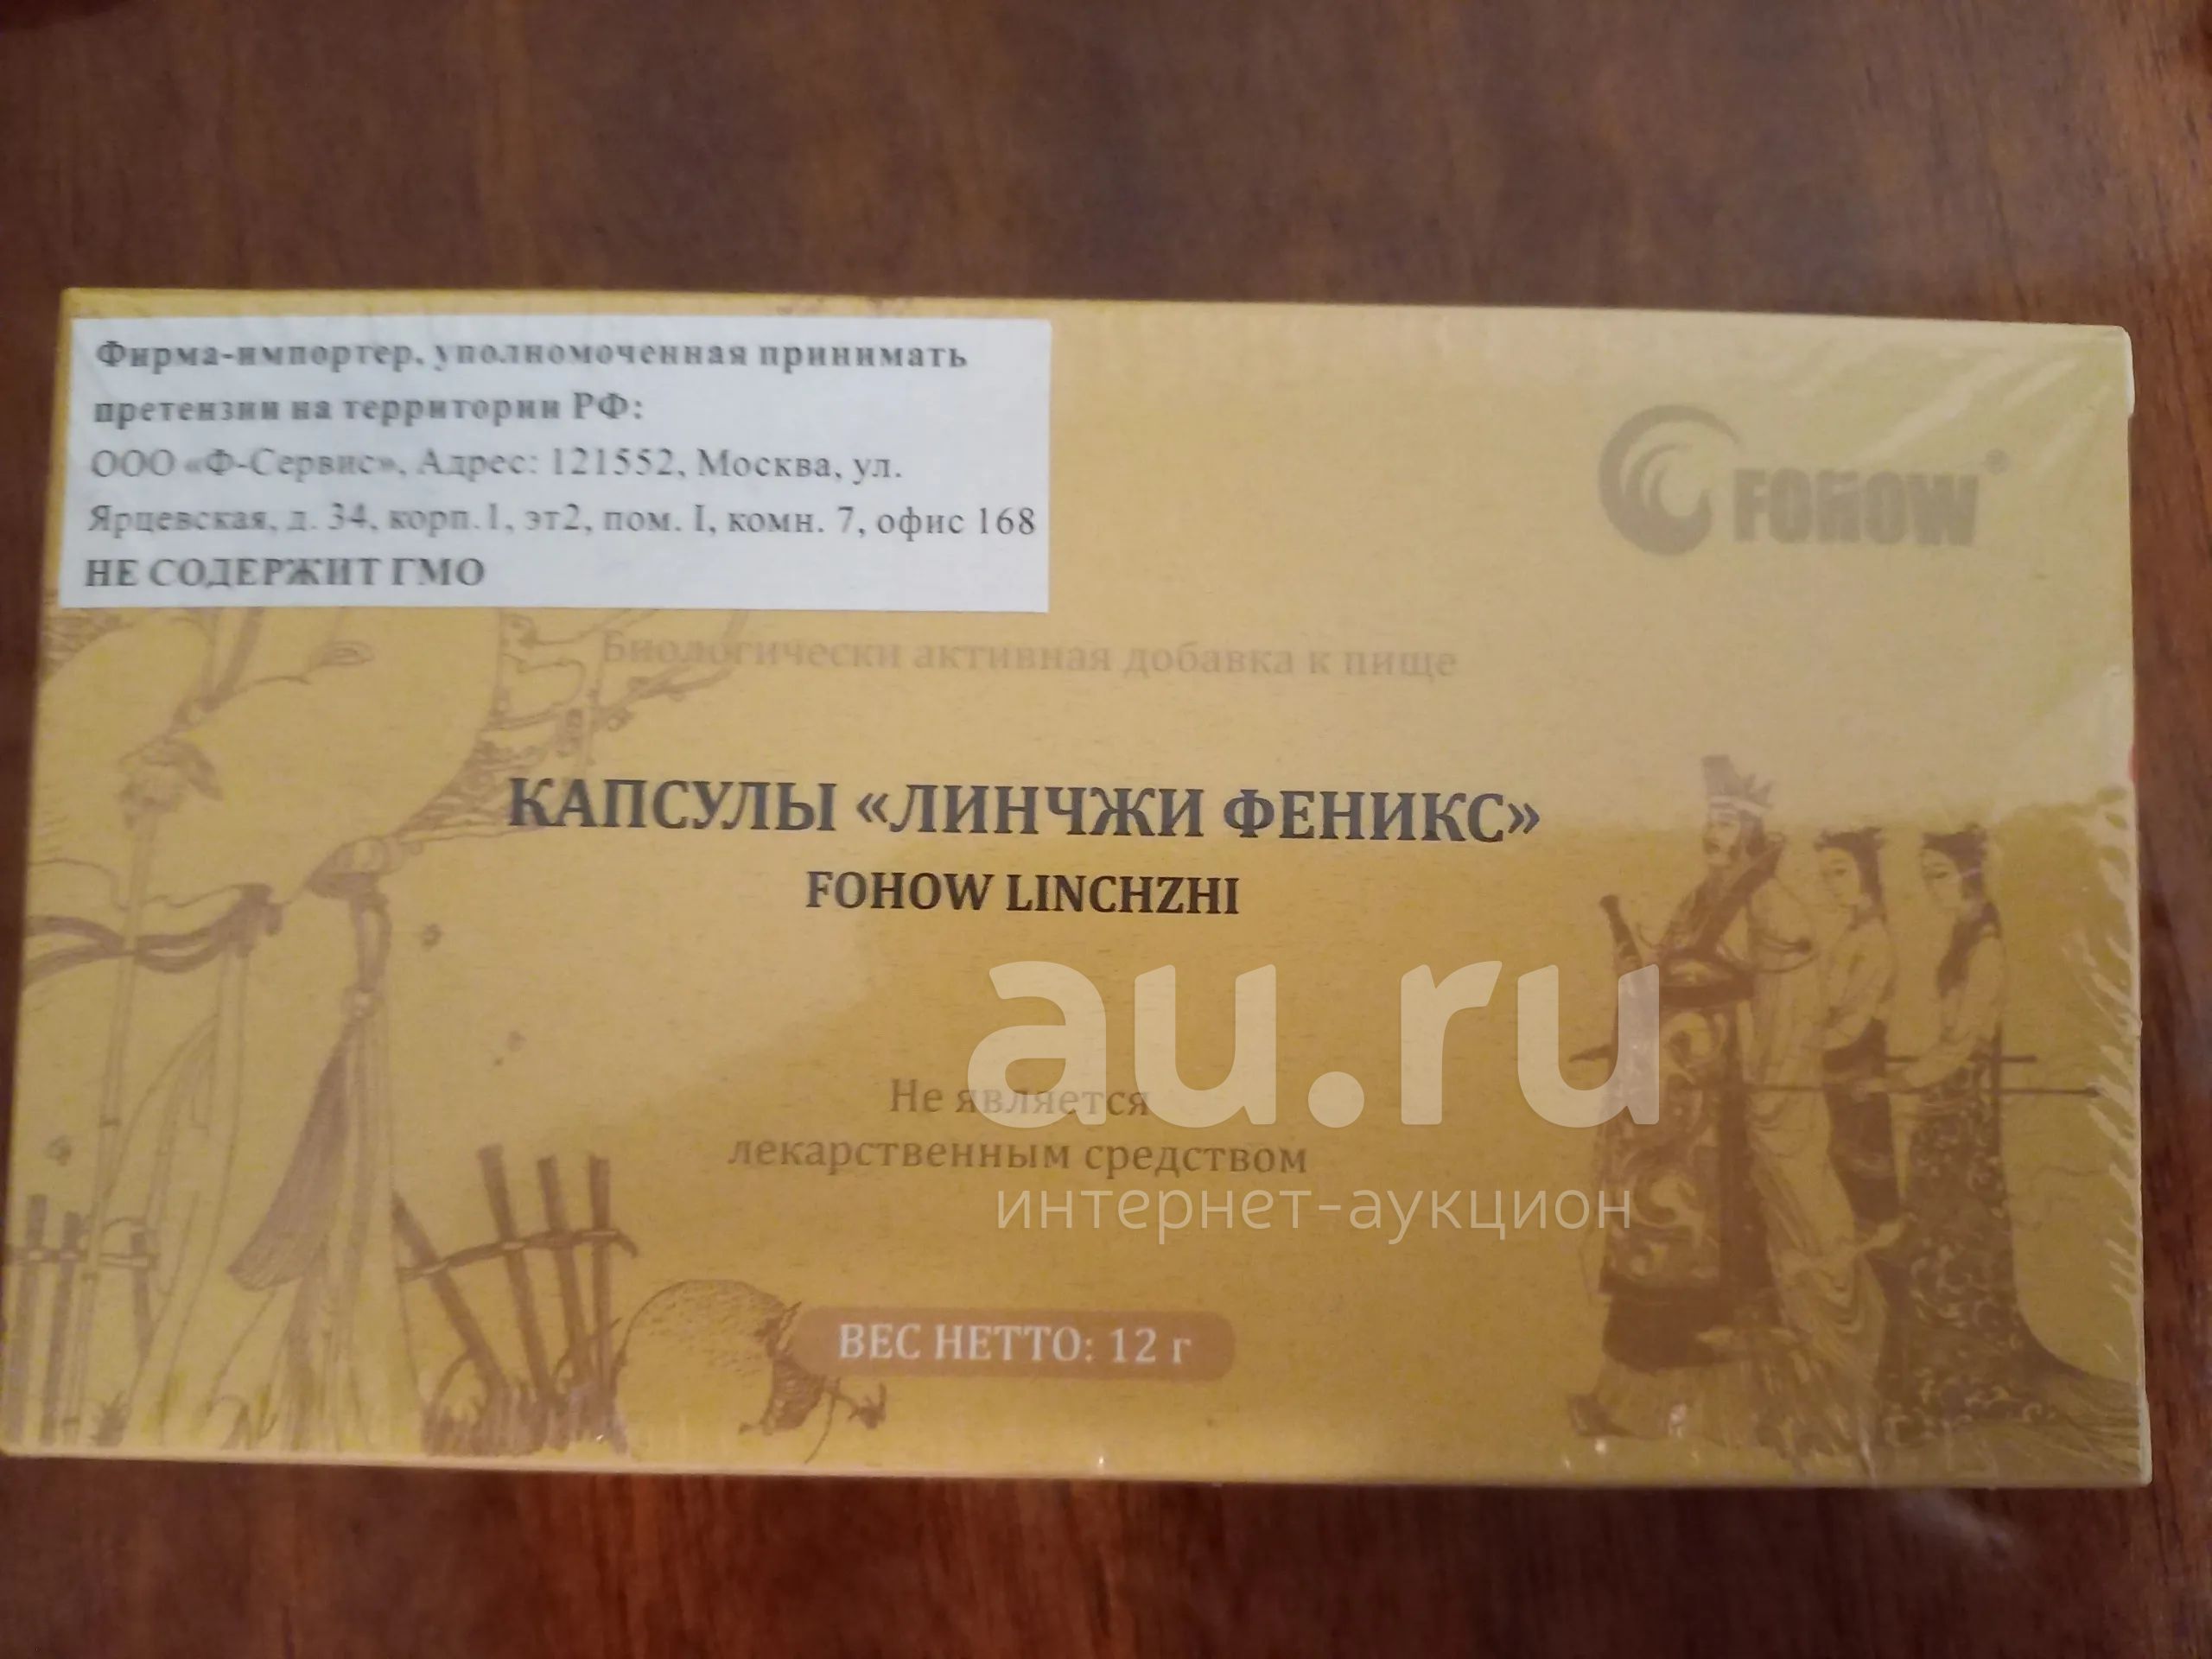 Фирма-импортер, уполномоченная принимать
претензии на территории РФ:
ООО «Ф-Сервис», Адрес: 121552, Москва, ул.
Ярцевская, д. 34, корп.1, эт2, пом. I, комн. 7, офис 168
НЕ СОДЕРЖИТ ГМО
FOHOW®
Биологически активная добавка к пище
КАПСУЛЫ «ЛИНЧЖИ ФЕНИКС»
FOHOW LINCHZHI
au.ru
Не является
лекарственным средством
интернет-аукцион
ВЕС НЕТТО: 12 г